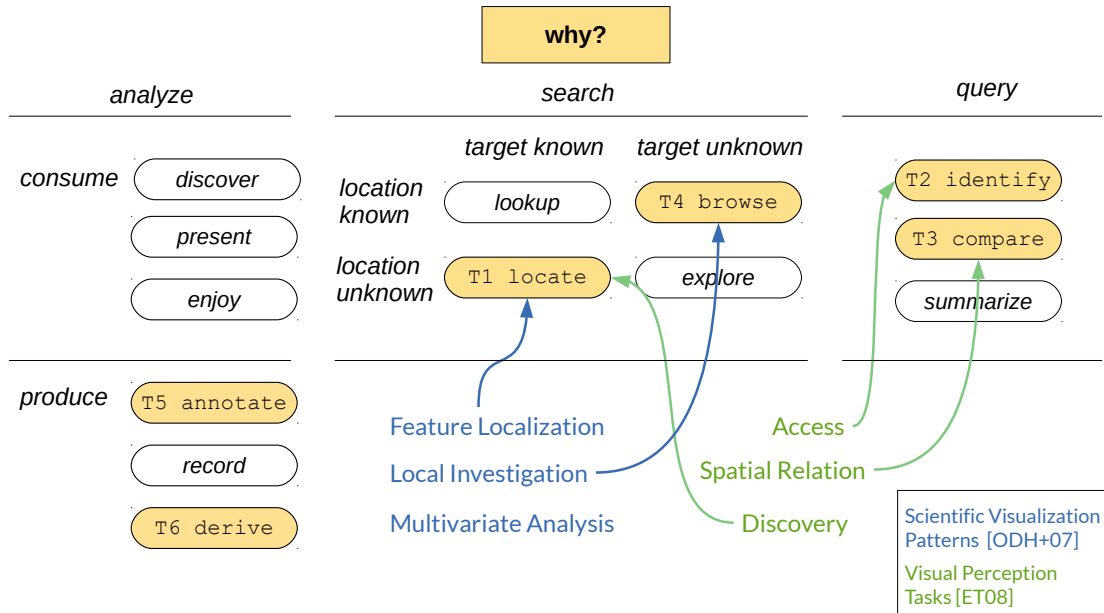 why?
analyze
search
query
target known
target unknown
consume
discover
location
known
lookup
T4 browse
T2 identify
present
T3 compare
location
unknown
T1 locate
explore
enjoy
summarize
produce
T5 annotate
Feature Localization
Access
record
Local Investigation
Spatial Relation
T6 derive
Multivariate Analysis
Discovery
Scientific Visualization
Patterns [ODH+07]
Visual Perception
Tasks [ET08]